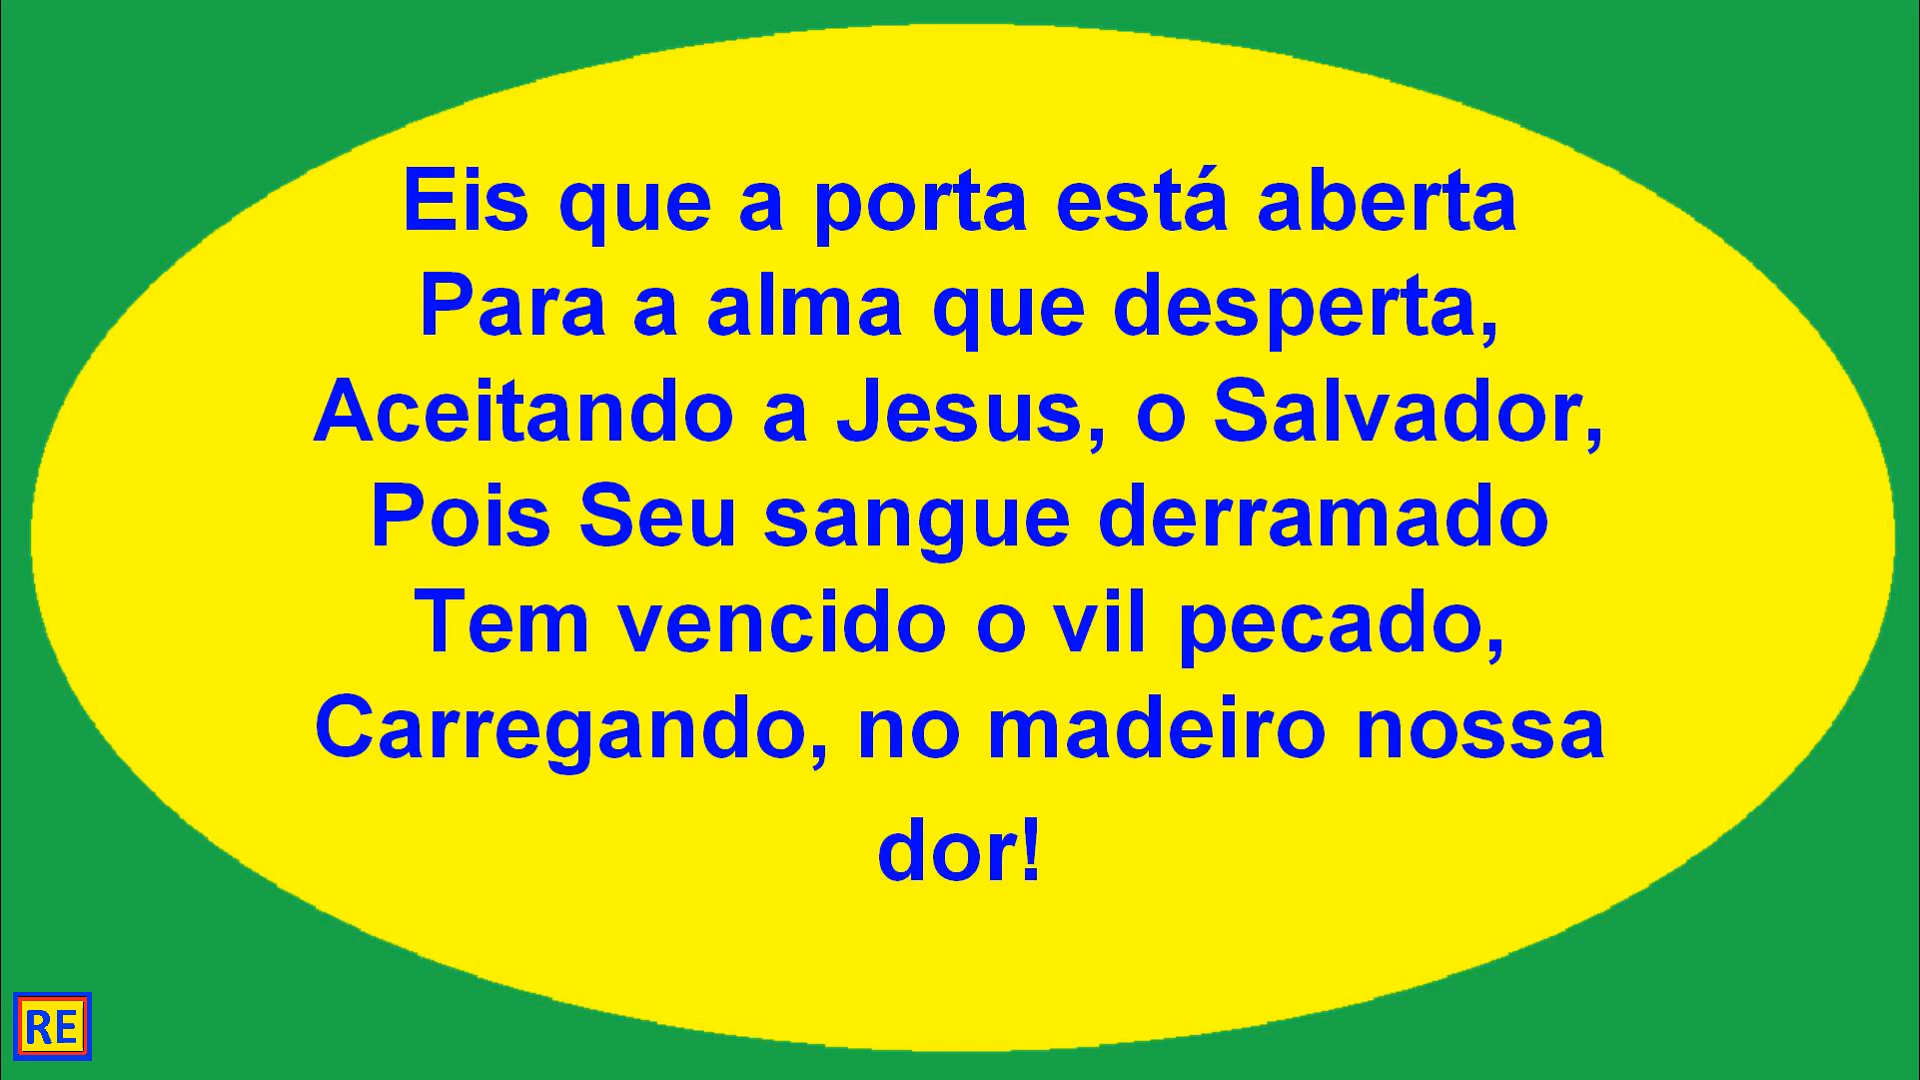 Eis que a porta está aberta
Para a alma que desperta,
Aceitando a Jesus, o Salvador,
Pois Seu sangue derramado
Tem vencido o vil pecado,
Carregando, no madeiro nossa
dor!
RE